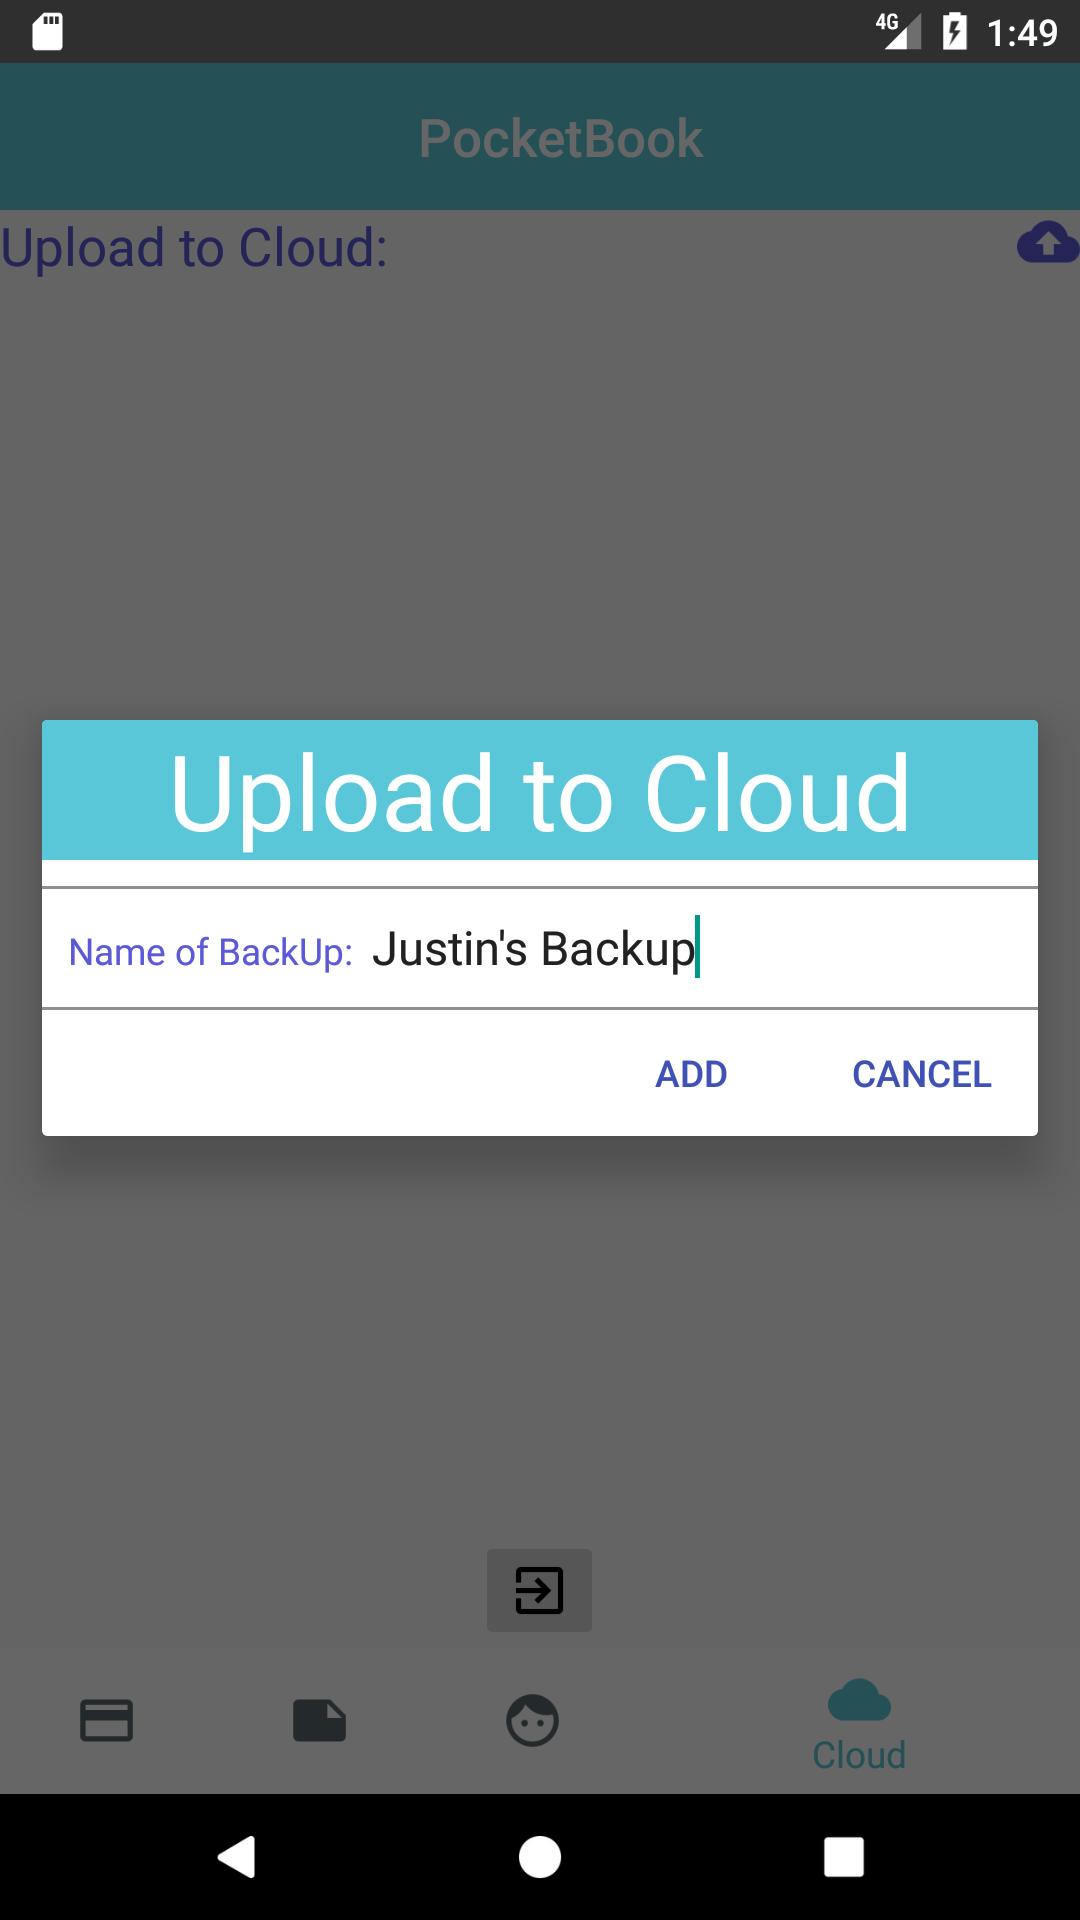 4G 1:49
PocketBook
Upload to Cloud:
Upload to Cloud
Name of BackUp: Justin's Backup
ADD CANCEL
Cloud